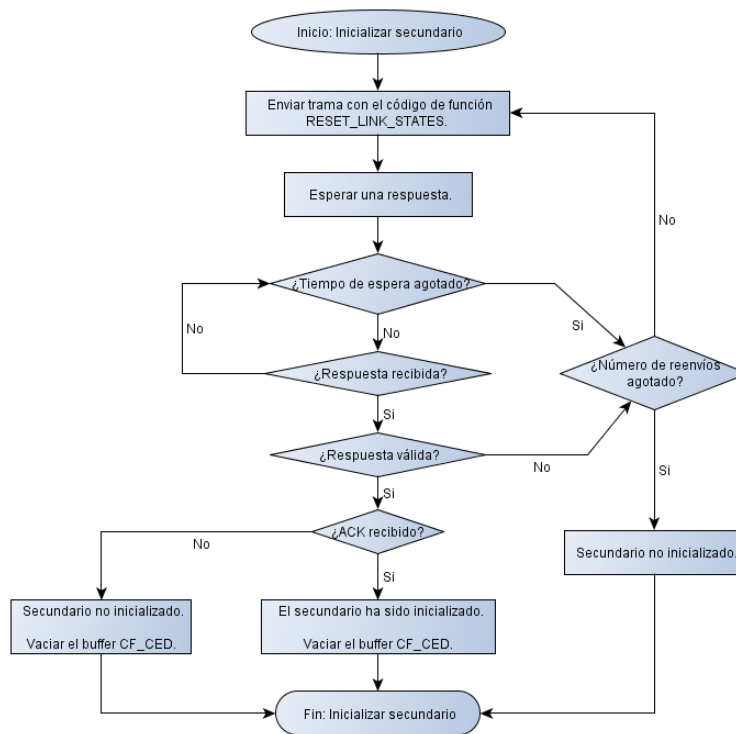 Inicio: Inicializar secundario
Enviar trama con el código de función
RESET_LINK_STATES.
Esperar una respuesta.
No
¿Tiempo de espera agotado?
Si
No
No
¿Número de reenvíos
agotado?
¿Respuesta recibida?
Si
¿Respuesta válida?
No
Si
Si
¿ACK recibido?
No
Si
Secundario no inicializado.
Secundario no inicializado.
Vaciar el buffer CF_CED.
El secundario ha sido inicializado.
Vaciar el buffer CF_CED.
Fin: Inicializar secundario